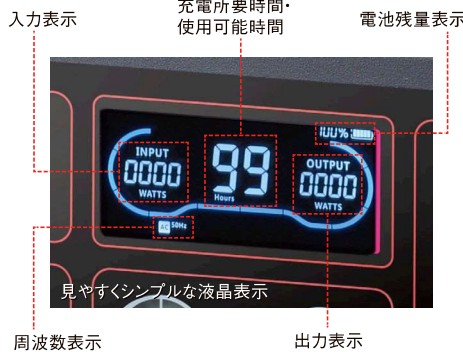 充電所要時間・
入力表示
使用可能時間
電池残量表示
100%
INPUT
0000
WATTS
99
Hours
OUTPUT
0000
WATTS
AC 50Hz
見やすくシンプルな液晶表示
周波数表示
出力表示